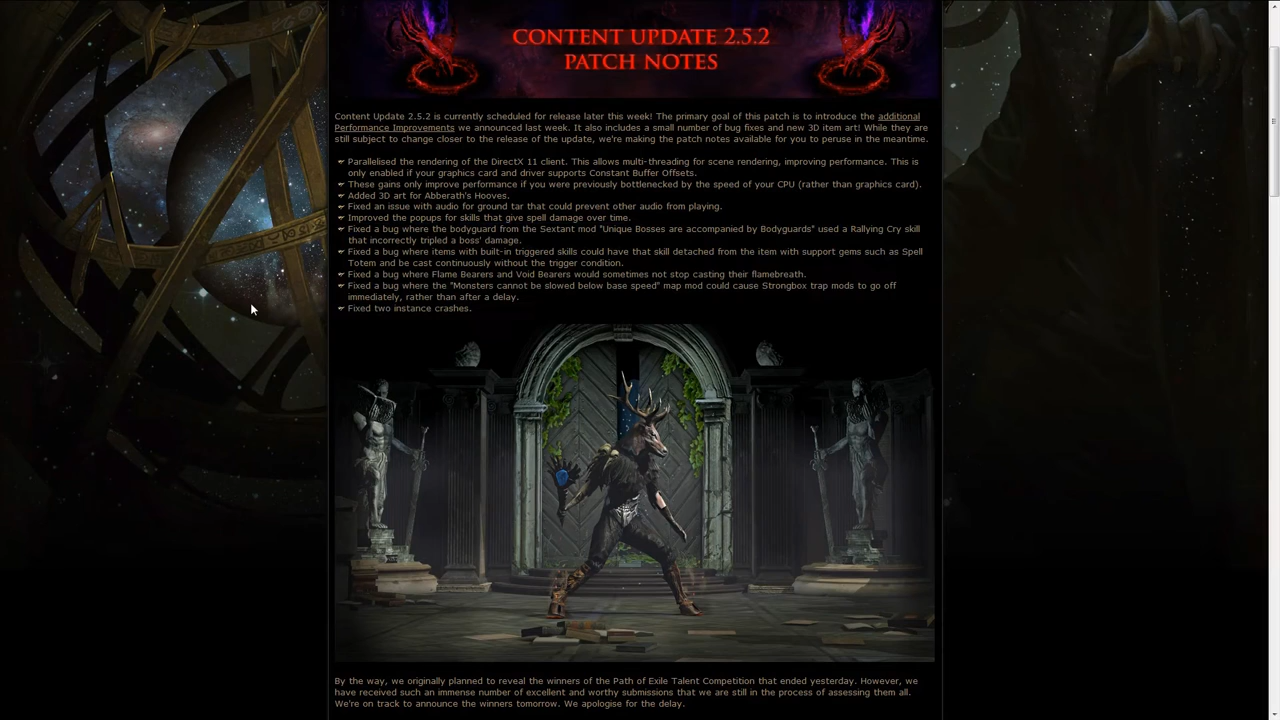 CONTENT UPDATE 2.5.2
PATCH NOTES
Content Update 2.5.2 is currently scheduled for release later this week! The primary goal of this patch is to introduce the additional
Performance Improvements we announced last week. It also includes a small number of bug fixes and new 3D item art! While they are
still subject to change closer to the release of the update, we're making the patch notes available for you to peruse in the meantime.
Parallelised the rendering of the DirectX 11 client. This allows multi-threading for scene rendering, improving performance. This is
only enabled if your graphics card and driver supports Constant Buffer Offsets.
These gains only improve performance if you were previously bottlenecked by the speed of your CPU (rather than graphics card).
Added 3D art for Abberath's Hooves.
Fixed an issue with audio for ground tar that could prevent other audio from playing.
Improved the popups for skills that give spell damage over time.
Fixed a bug where the bodyguard from the Sextant mod "Unique Bosses are accompanied by Bodyguards" used a Rallying Cry skill
that incorrectly tripled a boss' damage.
Fixed a bug where items with built-in triggered skills could have that skill detached from the item with support gems such as Spell
Totem and be cast continuously without the trigger condition.
Fixed a bug where Flame Bearers and Void Bearers would sometimes not stop casting their flamebreath.
Fixed a bug where the "Monsters cannot be slowed below base speed" map mod could cause Strongbox trap mods to go off
immediately, rather than after a delay.
Fixed two instance crashes.
By the way, we originally planned to reveal the winners of the Path of Exile Talent Competition that ended yesterday. However, we
have received such an immense number of excellent and worthy submissions that we are still in the process of assessing them all.
We're on track to announce the winners tomorrow. We apologise for the delay.